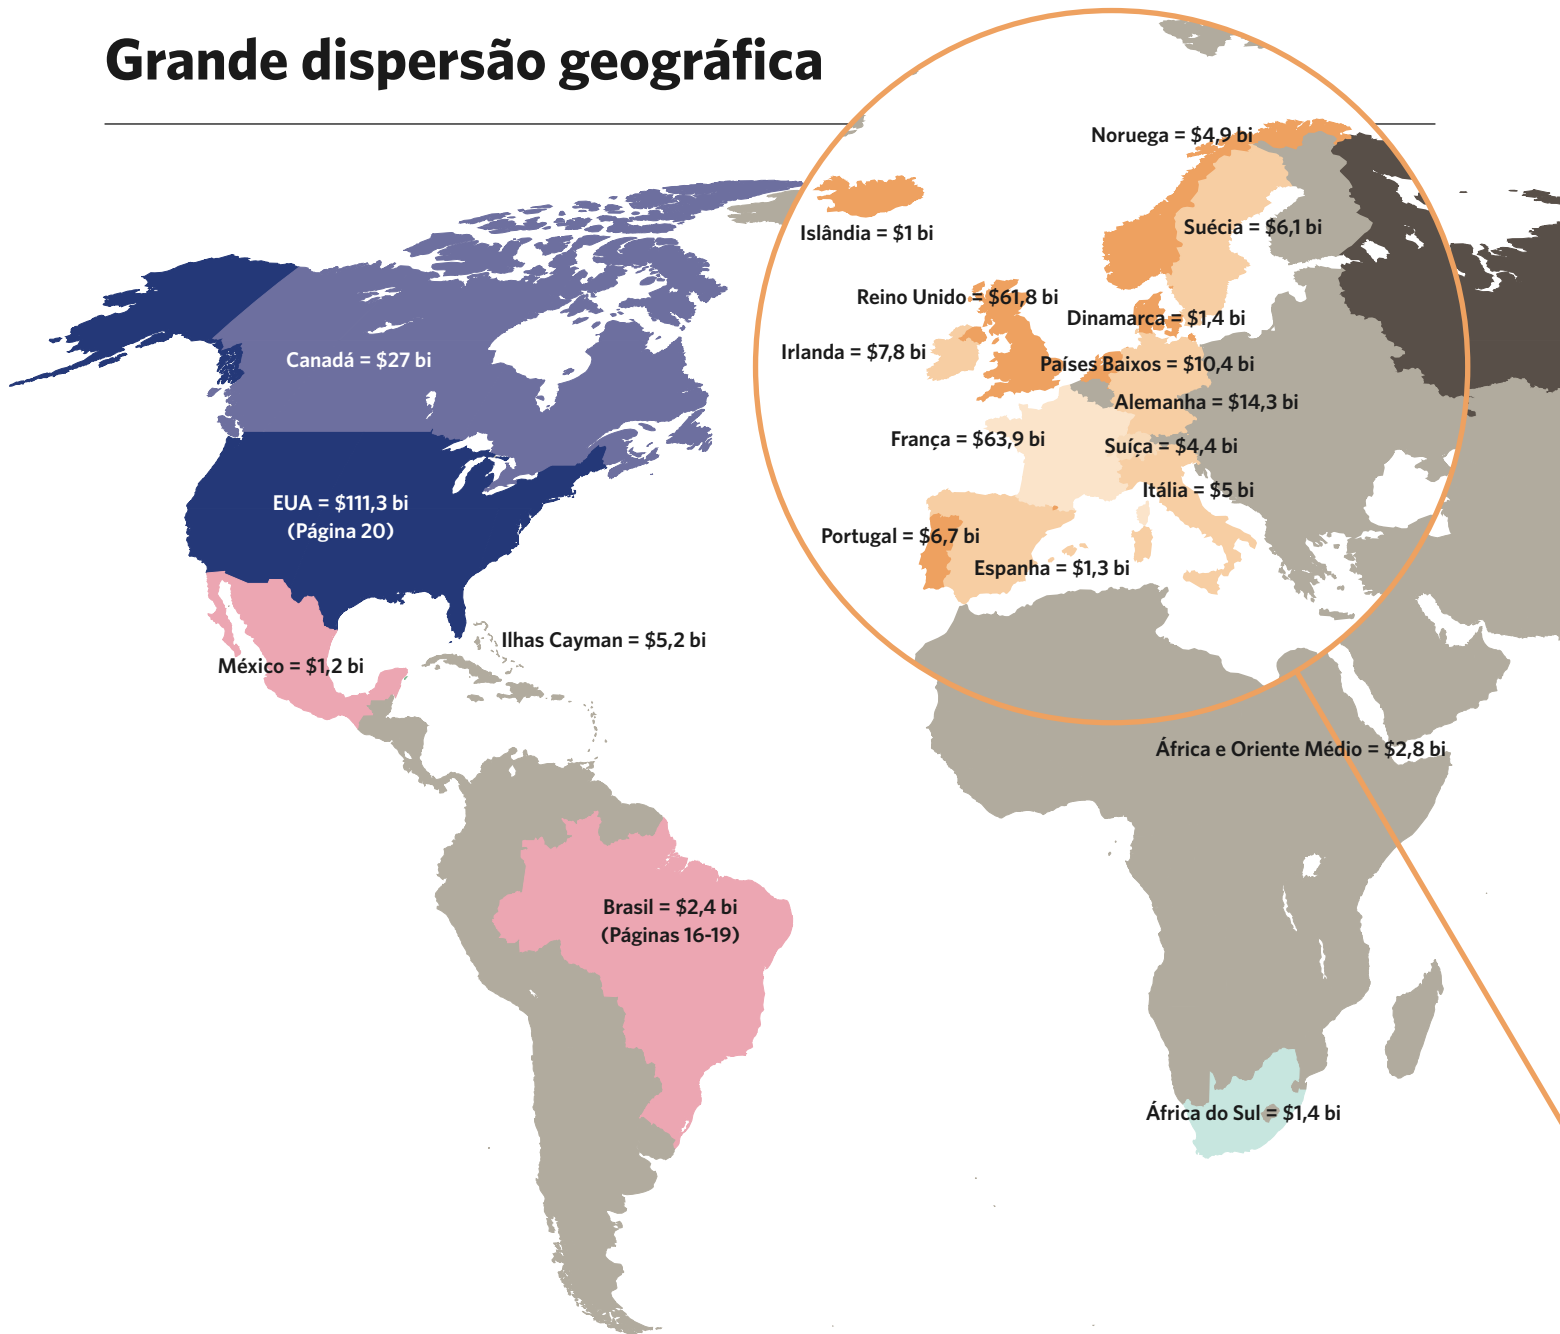 Grande dispersão geográfica
Noruega = $4,9 bi
Islândia = $1 bi
Suécia = $6,1 bi
Reino Unido = $61,8 bi
Dinamarca = $1,4 bi
Irlanda = $7,8 bi
Países Baixos = $10,4 bi
Canadá = $27 bi
Alemanha = $14,3 bi
França = $63,9 bi
Suíça = $4,4 bi
Itália = $5 bi
EUA = $111,3 bi
(Página 20)
Portugal = $6,7 bi
Espanha = $1,3 bi
Ilhas Cayman = $5,2 bi
México = $1,2 bi
África e Oriente Médio = $2,8 bi
Brasil = $2,4 bi
(Páginas 16-19)
África do Sul = $1,4 bi